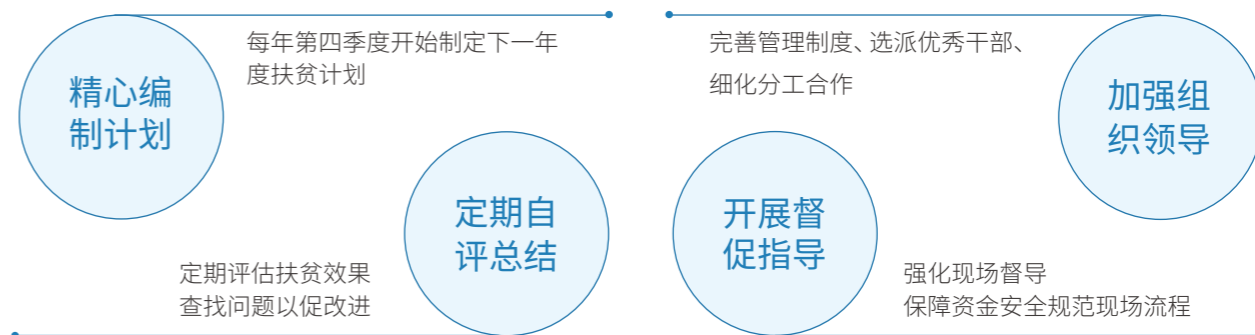 精心编
制计划
每年第四季度开始制定下一年
度扶贫计划
完善管理制度、选派优秀干部、
细化分工合作
加强组
织领导
定期自
评总结
定期评估扶贫效果
查找问题以促改进
开展督
促指导
强化现场督导
保障资金安全规范现场流程